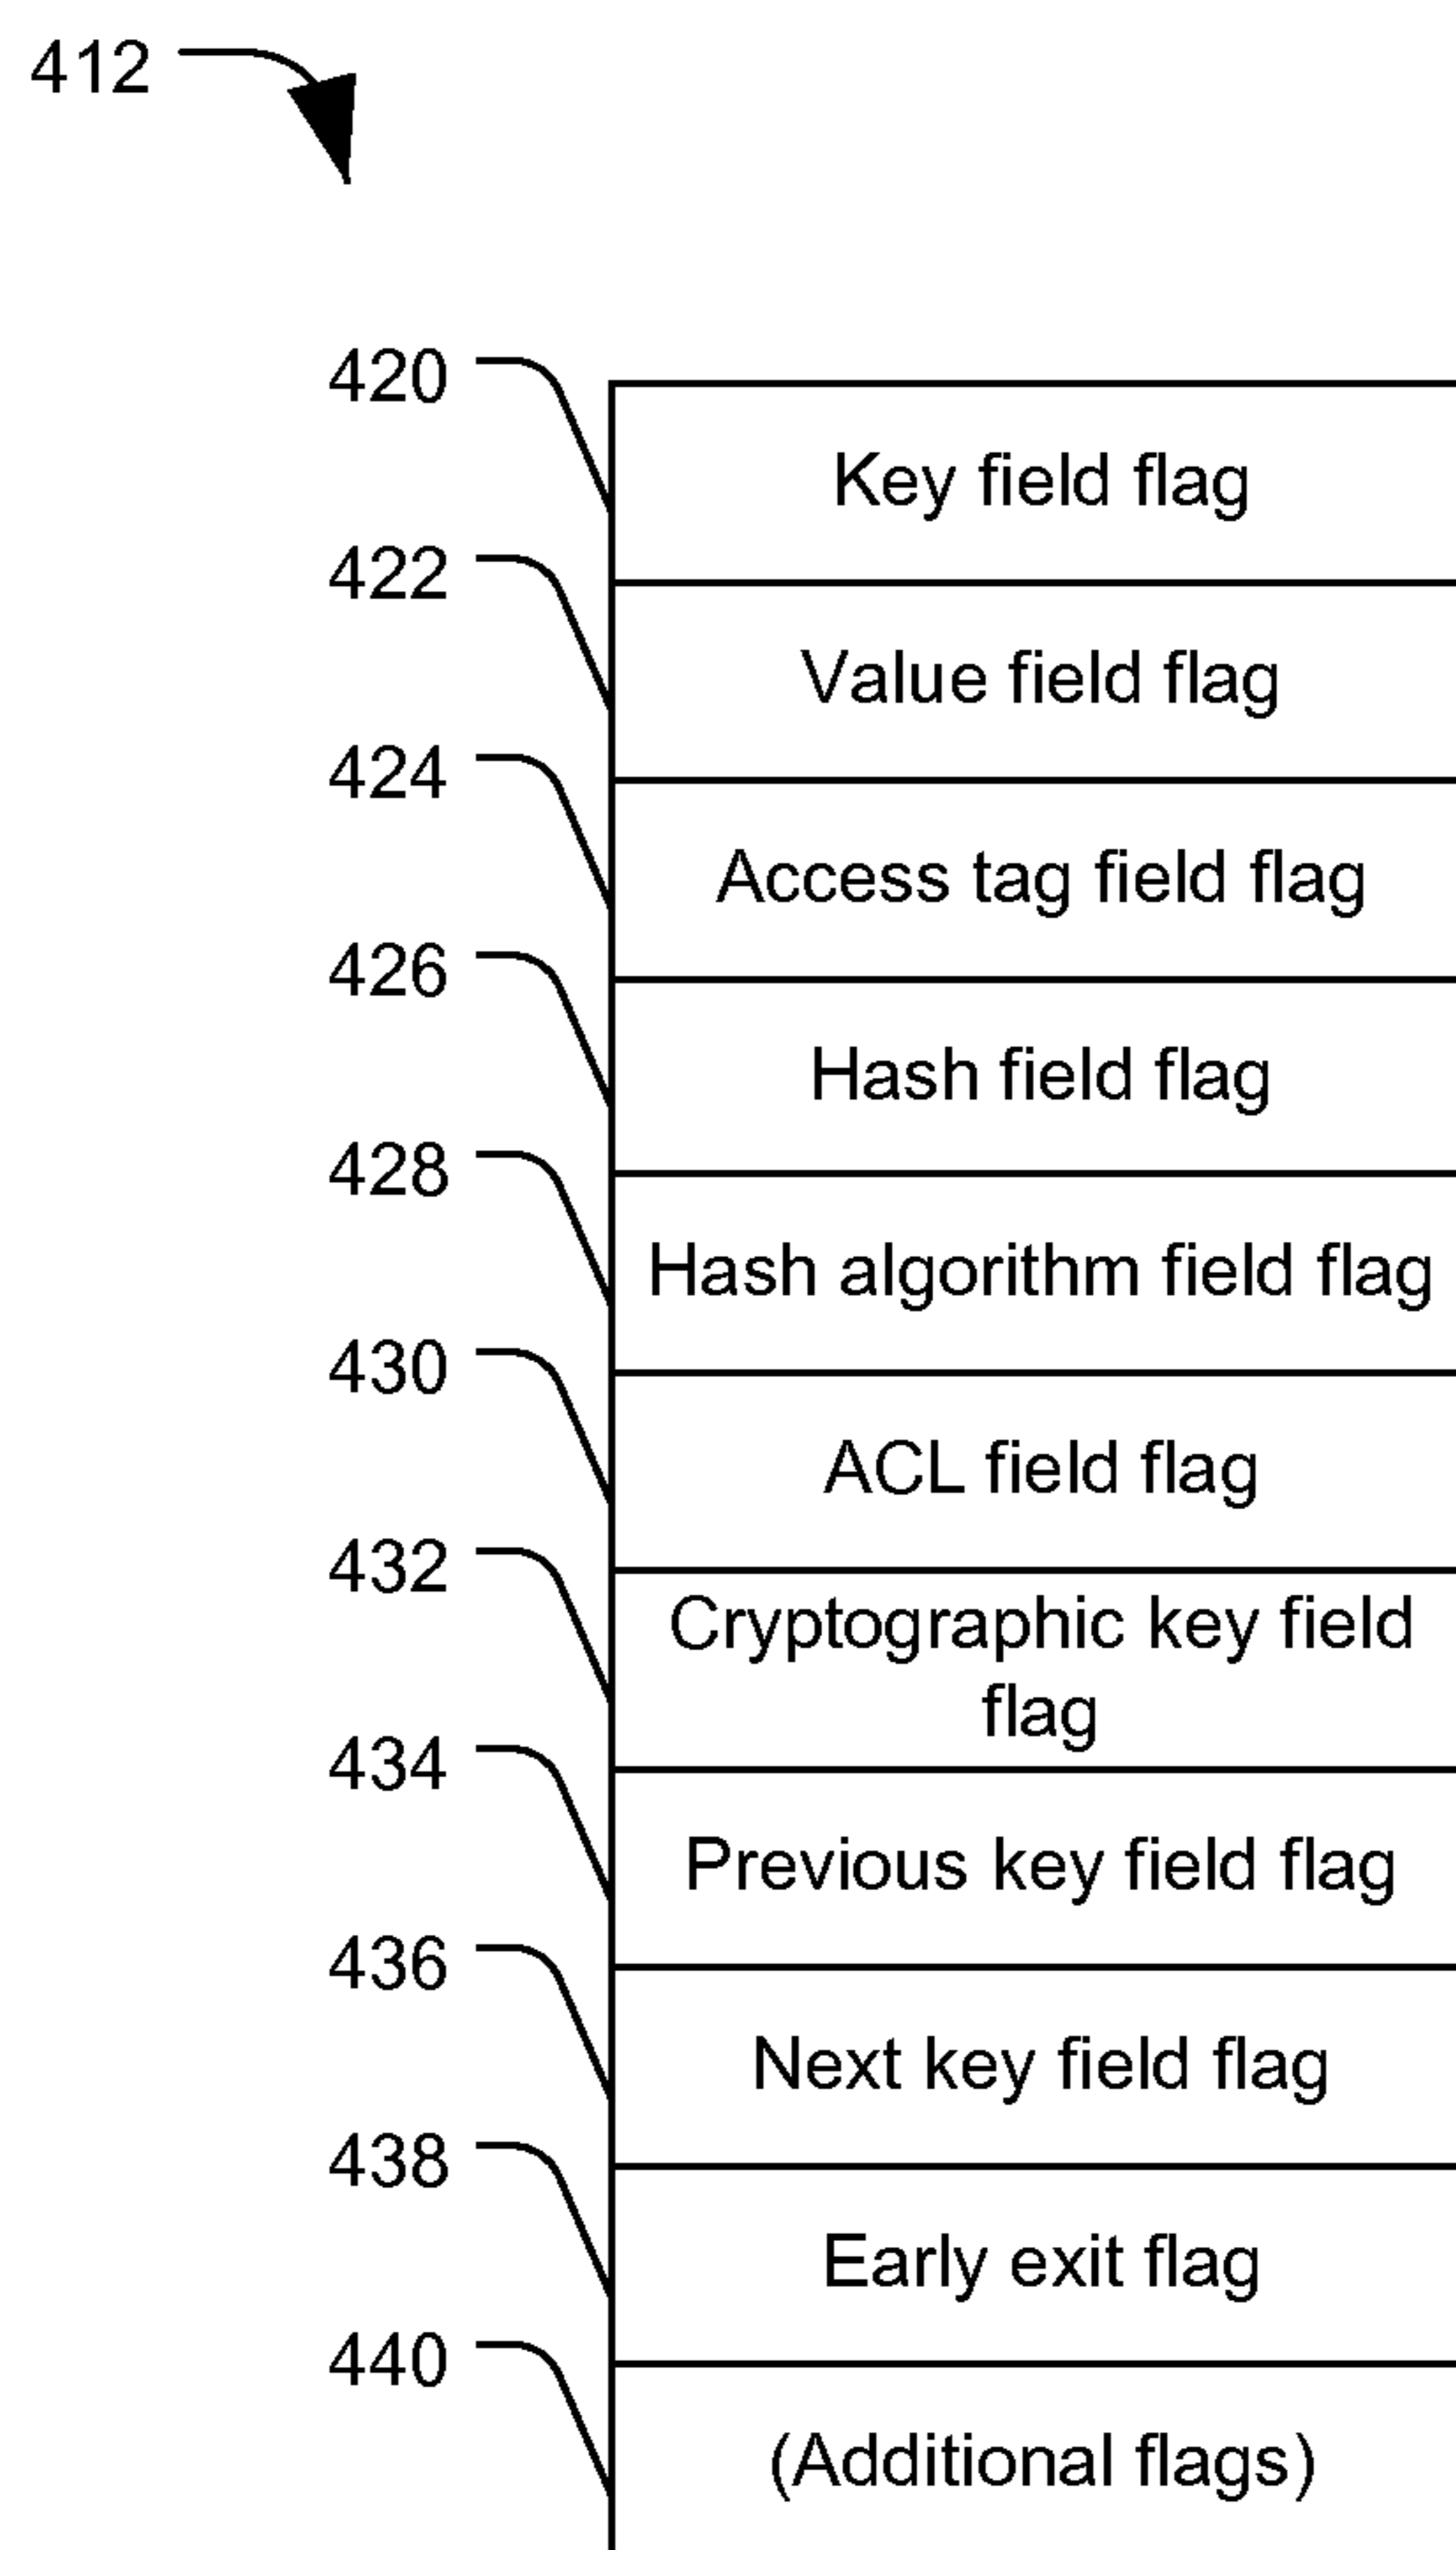 412
420
Key field flag
422
Value field flag
424
Access tag field flag
426
Hash field flag
428
Hash algorithm field flag
430
ACL field flag
432
Cryptographic key field
flag
434
Previous key field flag
436
Next key field flag
438
Early exit flag
440
(Additional flags)